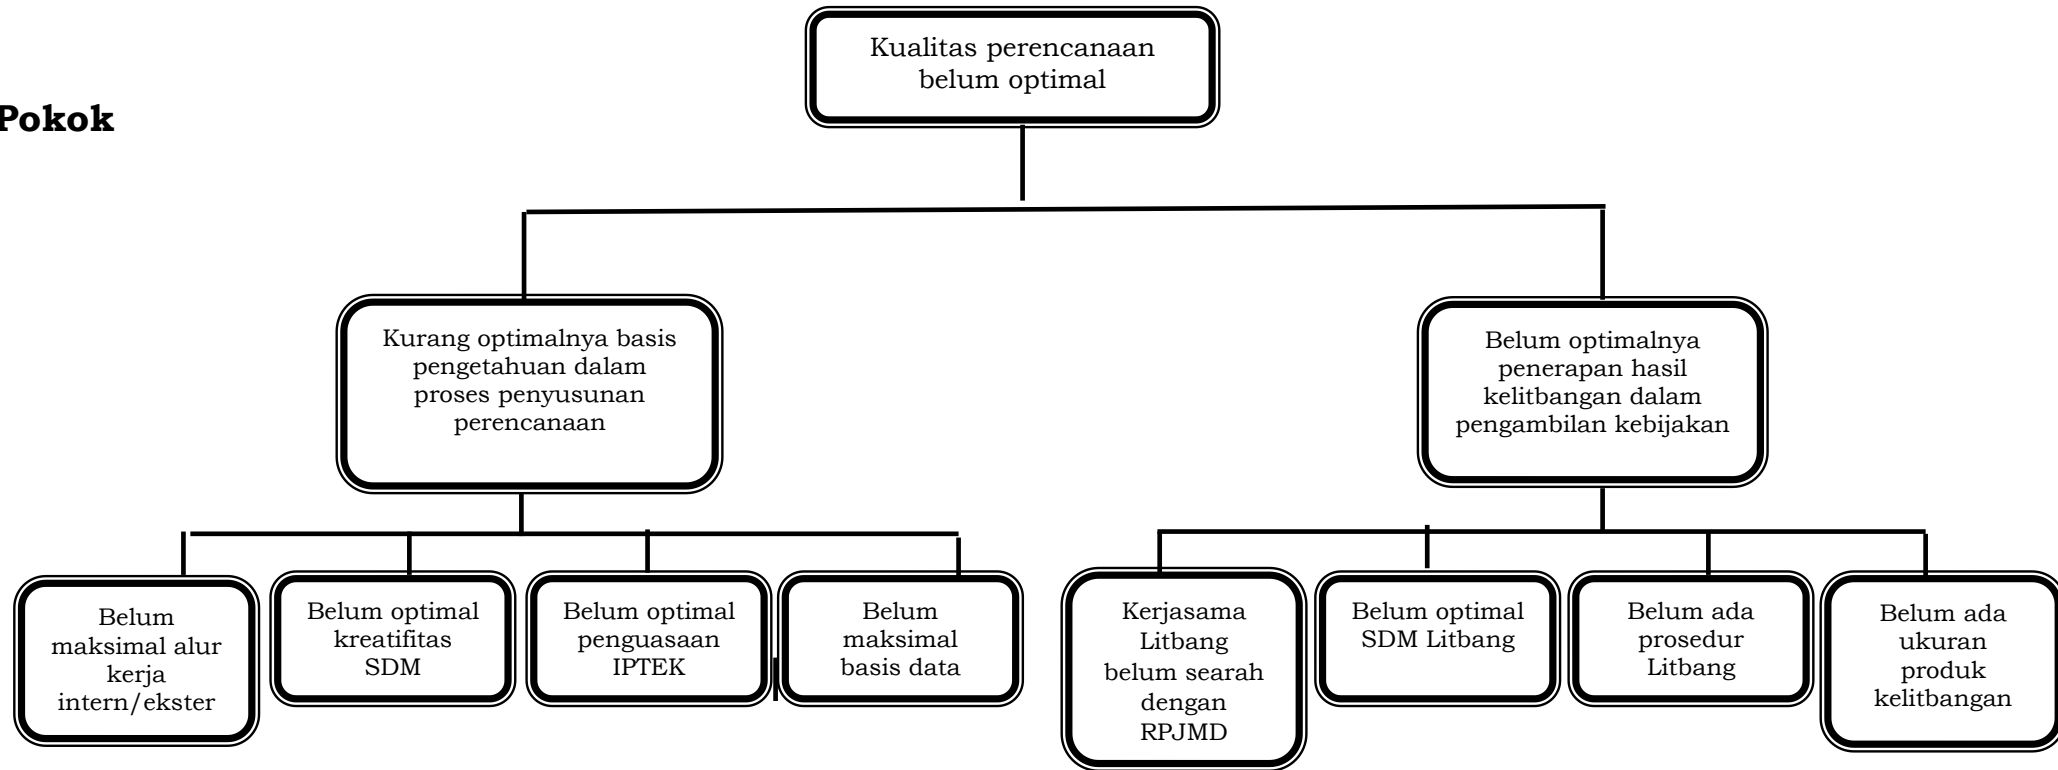 Kualitas perencanaan
belum optimal
Pokok
Kurang optimalnya basis
pengetahuan dalam
proses penyusunan
perencanaan
Belum optimalnya
penerapan hasil
kelitbangan dalam
pengambilan kebijakan
Belum
maksimal alur
kerja
intern/ekster
Belum optimal
kreatifitas
SDM
Belum optimal
penguasaan
IPTEK
Belum
maksimal
basis data
Kerjasama
Litbang
belum searah
dengan
RPJMD
Belum optimal
SDM Litbang
Belum ada
prosedur
Litbang
Belum ada
ukuran
produk
kelitbangan